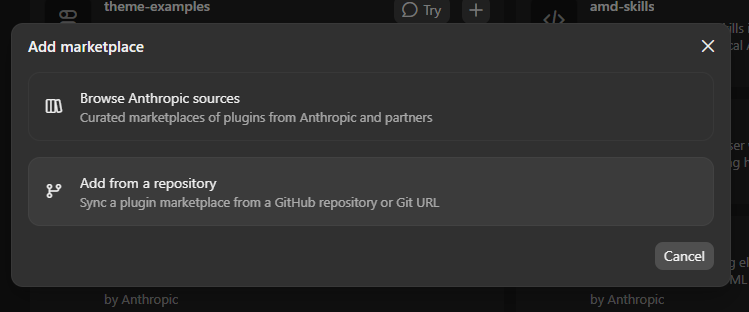 theme-examples
Try
amd-skills
Add marketplace
Browse Anthropic sources
Curated marketplaces of plugins from Anthropic and partners
Add from a repository
Sync a plugin marketplace from a GitHub repository or Git URL
Cancel
by Anthropic
by Anthropic